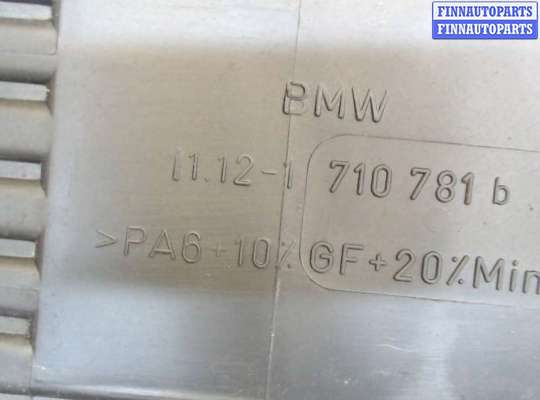 FINNAUTOPARTS
FINNAUTOPARTS
BMW
11.12-1 710 781 b
>PA6+10%GF+20%Min